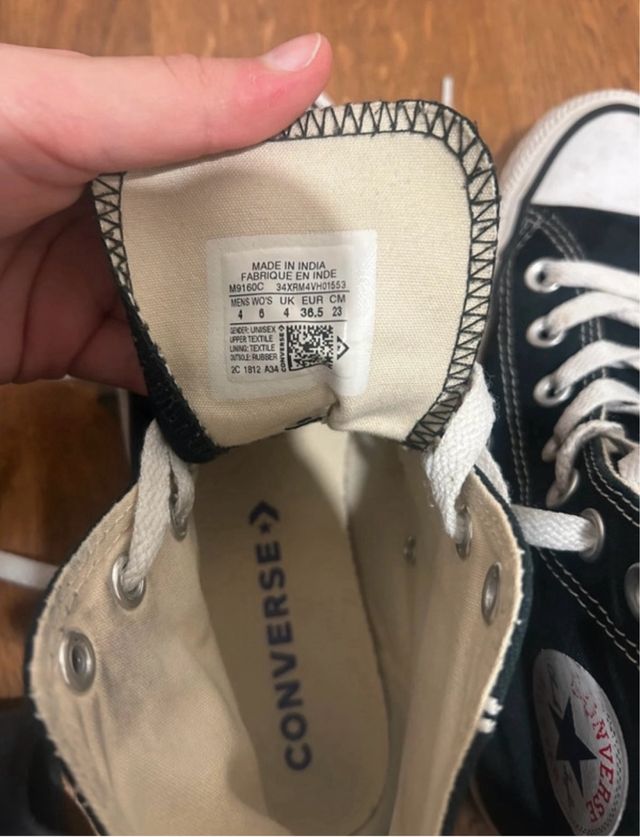 MADE IN INDIA
FABRIQUE EN INDE
M9160C 34XRM4VH01553
MENS WO'S UK EUR CM
4 6 4 36.5 23
GENDER: UNISEX
UPPER: TEXTILE
LINING: TEXTILE
OUTSOLE: RUBBER
CONVERSE
2C 1812 A34
CONVERSE
CONVERSE